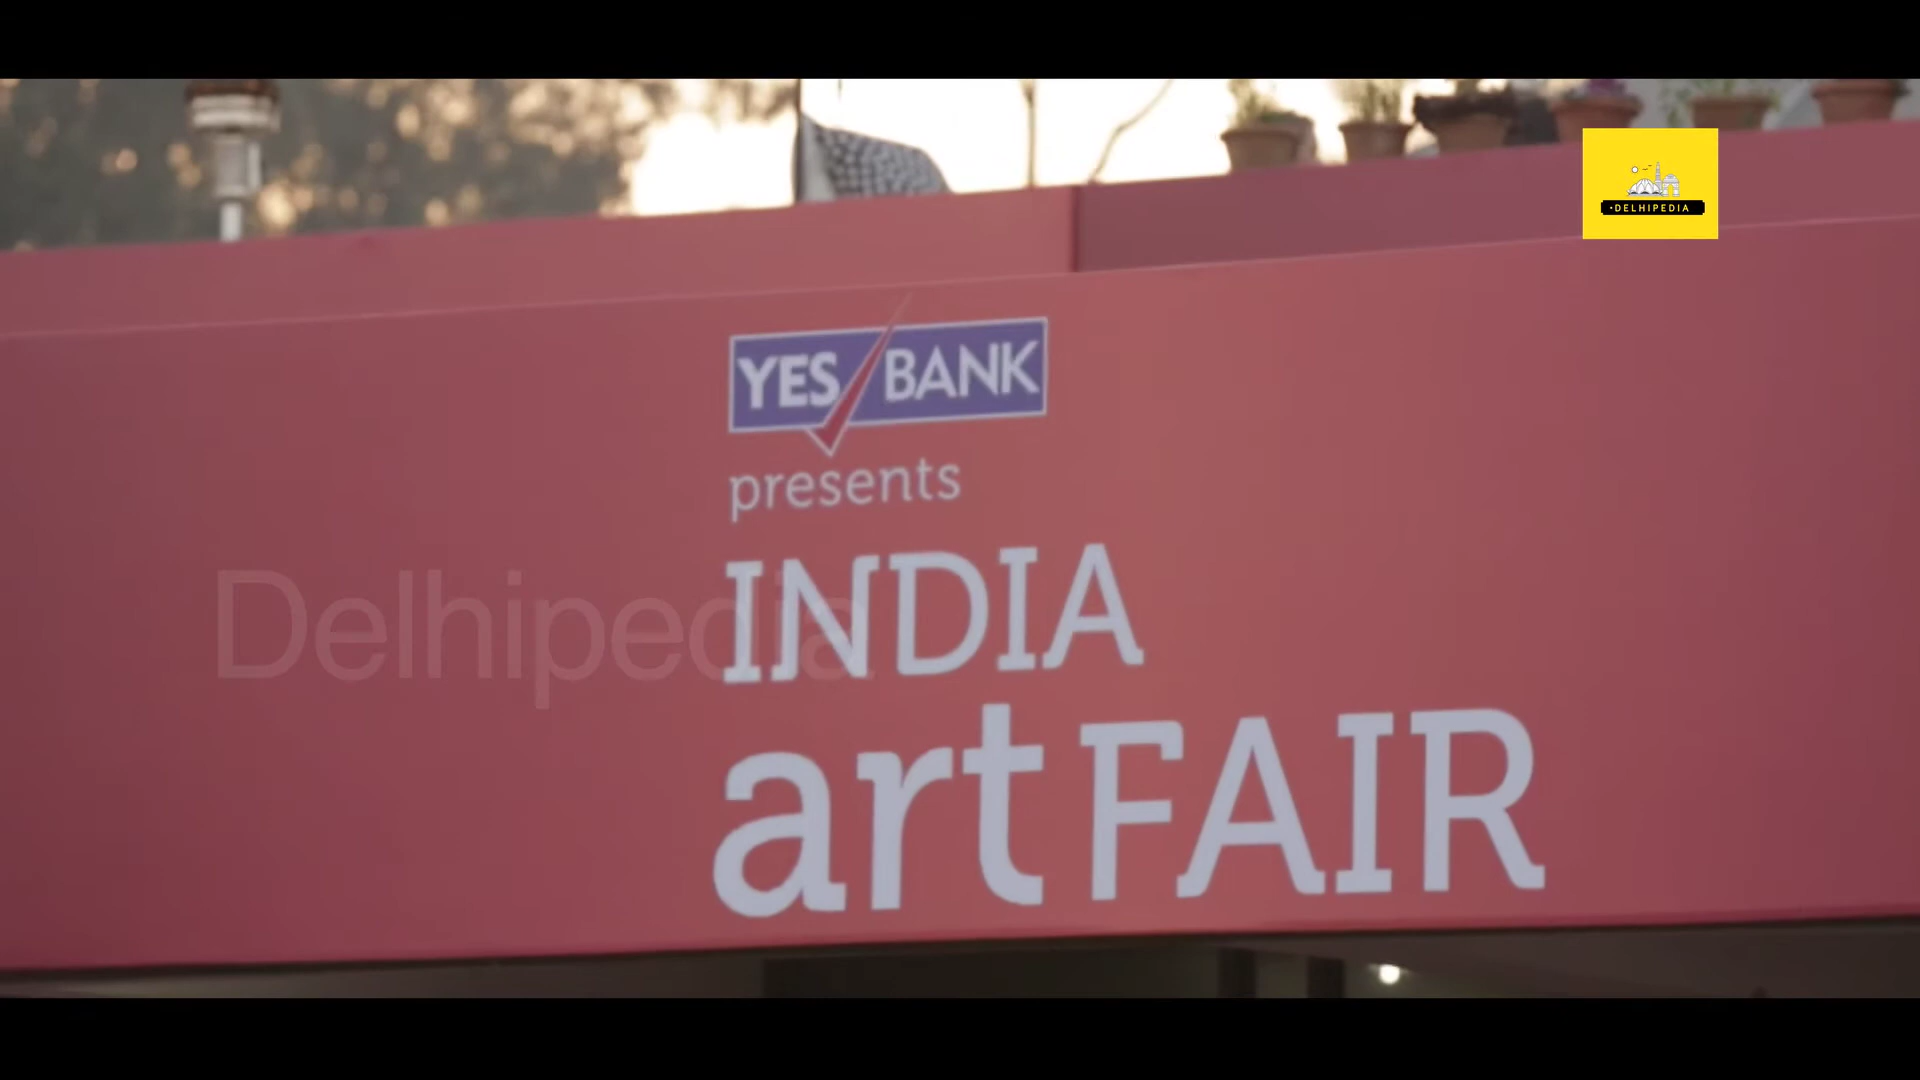 DELHIPEDIA
YES BANK
presents
INDIA
Delhipedia
art FAIR